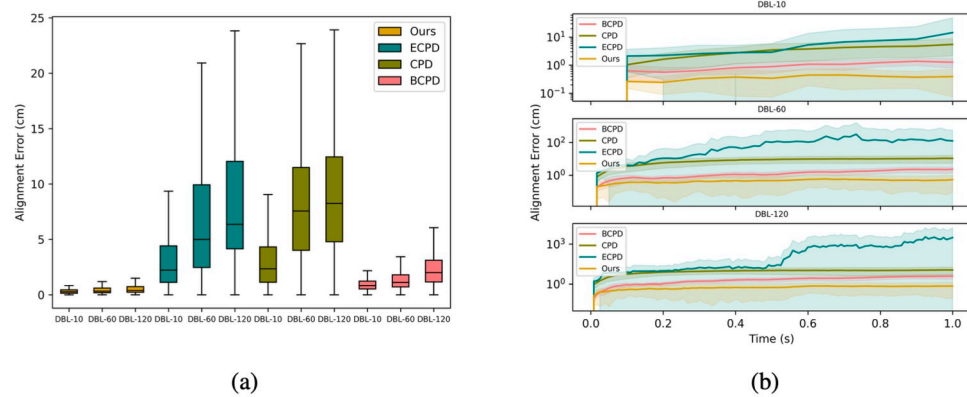 25
20
15
10
5
0
Alignment Error (cm)
Ours
ECPD
CPD
BCPD
DBL-10 DBL-60 DBL-120 DBL-10 DBL-60 DBL-120 DBL-10 DBL-60 DBL-120 DBL-10 DBL-60 DBL-120
(a)
DBL-10
BCPD
CPD
ECPD
Ours
10¹
10⁰
10⁻¹
DBL-60
BCPD
CPD
ECPD
Ours
10²
10⁰
Alignment Error (cm)
DBL-120
BCPD
CPD
ECPD
Ours
10³
10⁰
0.0 0.2 0.4 0.6 0.8 1.0
Time (s)
(b)